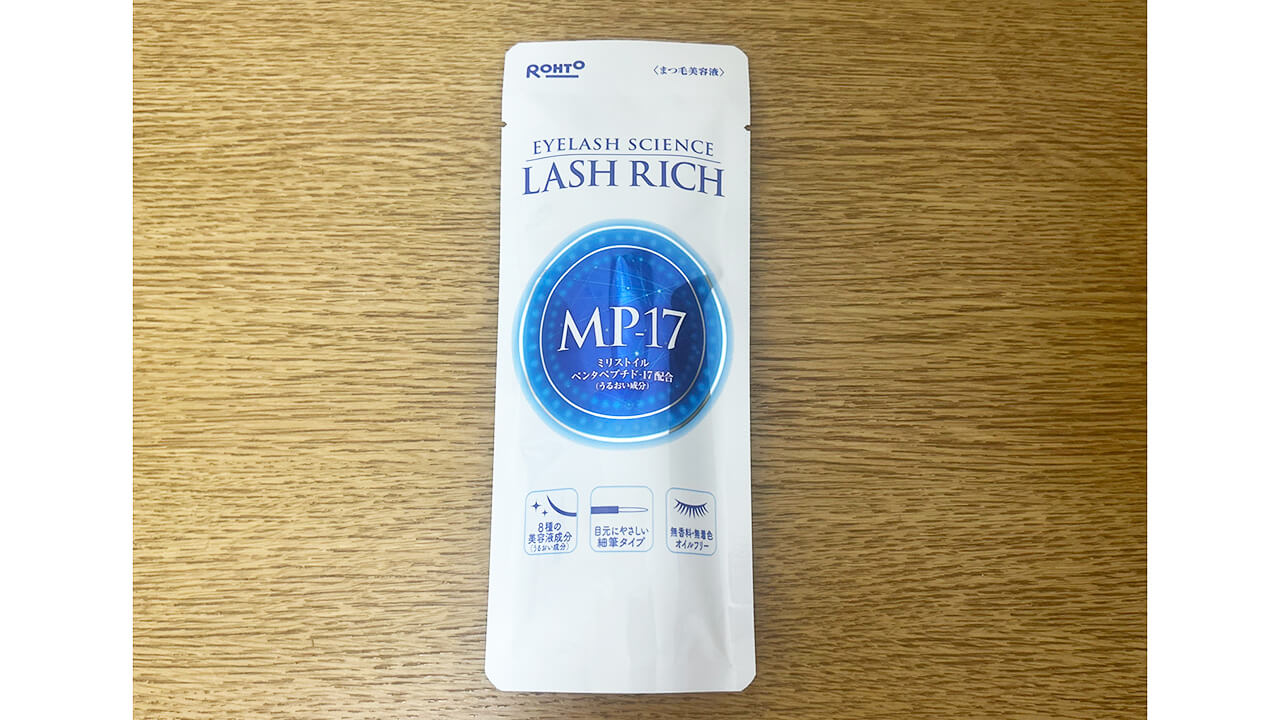 ROHTO
〈まつ毛美容液〉
EYELASH SCIENCE
LASH RICH
MP-17
ミリストイル
ペンタペプチド-17配合
(うるおい成分)
8種の
美容液成分
(うるおい成分)
目元にやさしい
細筆タイプ
無香料・無着色
オイルフリー